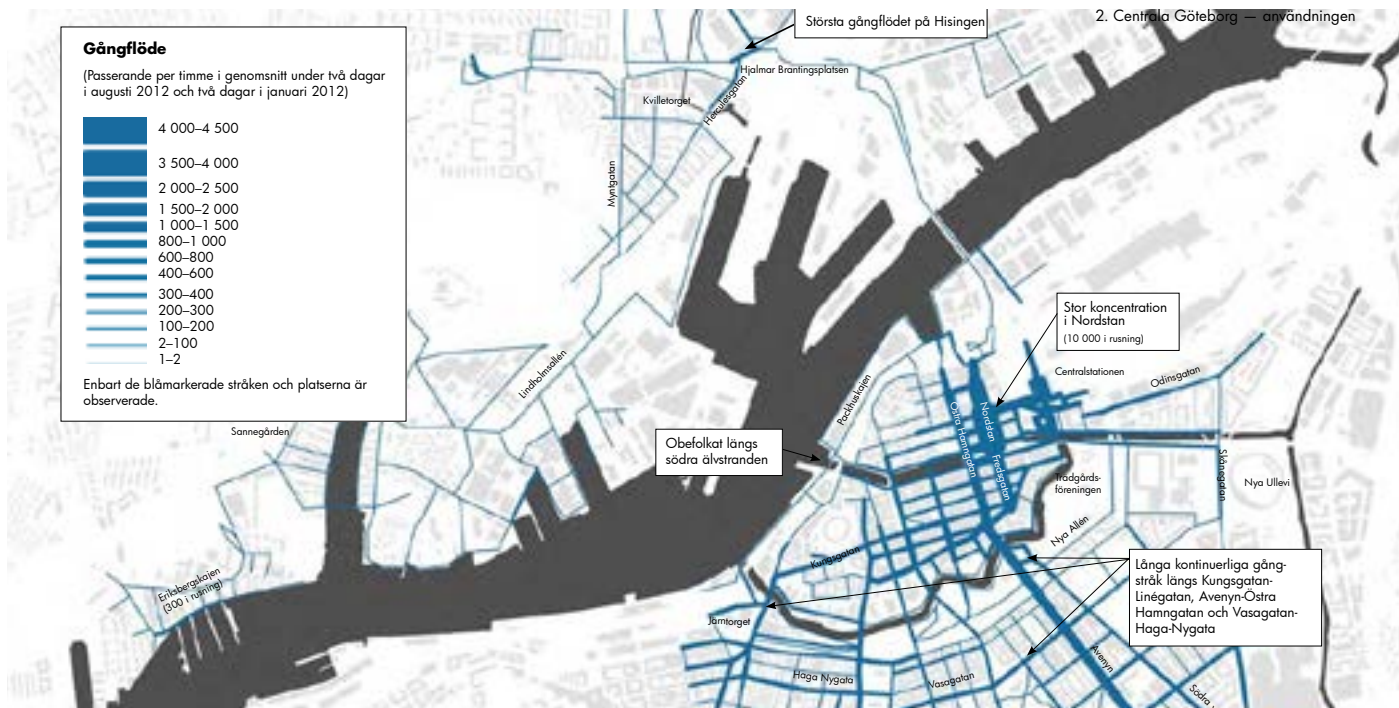 2. Centrala Göteborg — användningen
Gångflöde
(Passerande per timme i genomsnitt under två dagar
i augusti 2012 och två dagar i januari 2012)
4 000–4 500
3 500–4 000
2 000–2 500
1 500–2 000
1 000–1 500
800–1 000
600–800
400–600
300–400
200–300
100–200
2–100
1–2
Enbart de blåmarkerade stråken och platserna är
observerade.
Största gångflödet på Hisingen
Hjalmar Brantingsplatsen
Kvilletorget
Herculesgatan
Myntgatan
Lindholmsallén
Sannegården
Eriksbergskajen
(300 i rusning)
Packhuskajen
Obefolkat längs
södra älvstranden
Stor koncentration
i Nordstan
(10 000 i rusning)
Centralstationen
Odinsgatan
Östra Hamngatan
Nordstan
Fredsgatan
Trädgårds-
föreningen
Skånegatan
Nya Ullevi
Nya Allén
Kungsgatan
Järntorget
Haga Nygata
Vasagatan
Avenyn
Södra
Långa kontinuerliga gång-
stråk längs Kungsgatan-
Linégatan, Avenyn-Östra
Hamngatan och Vasagatan-
Haga-Nygata